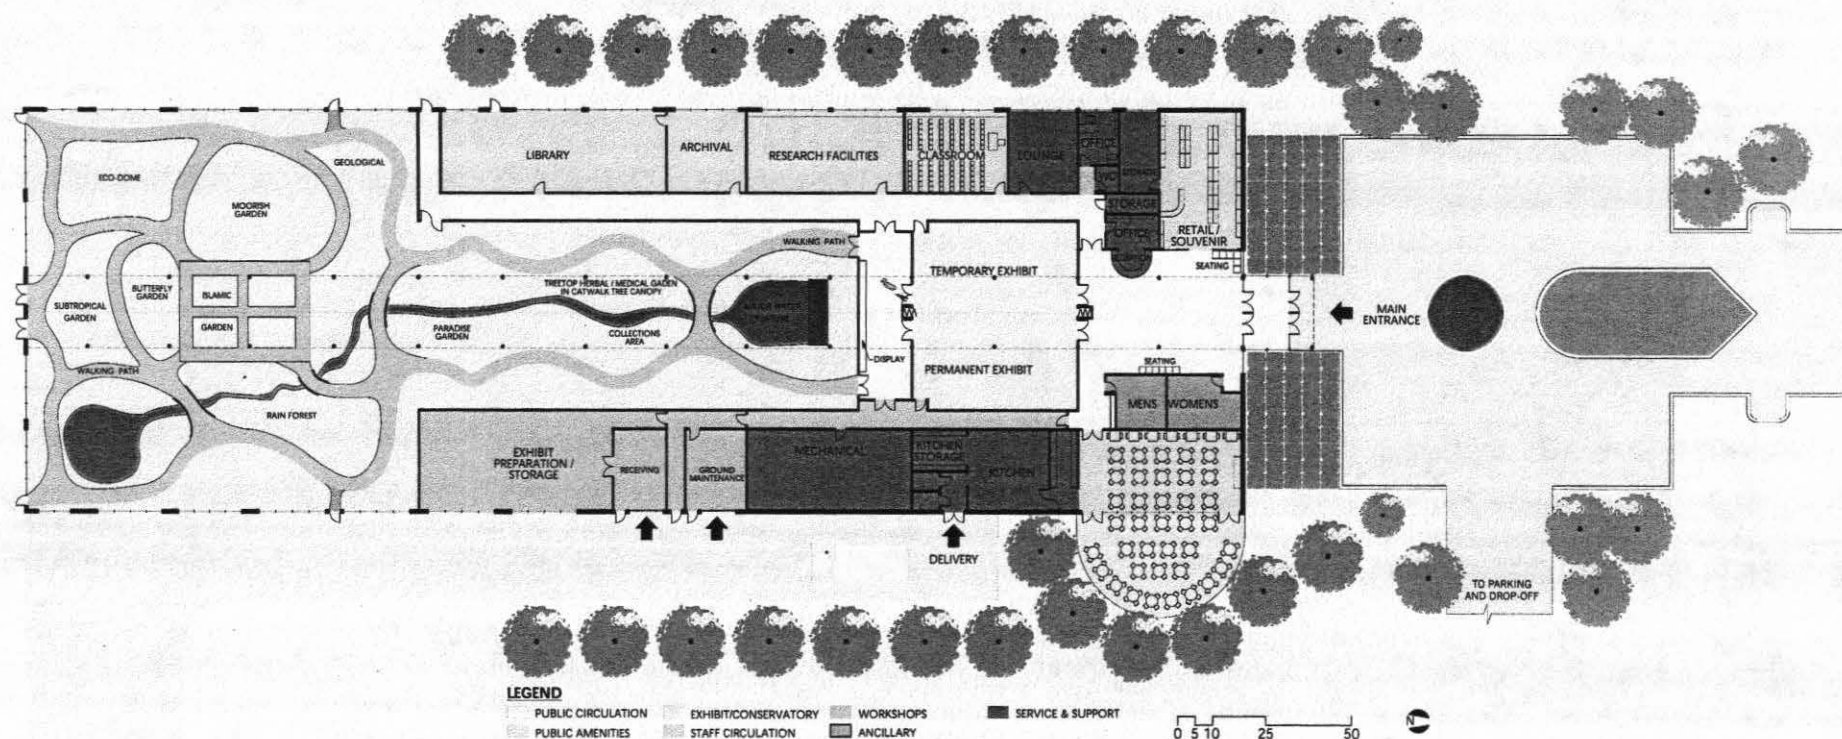 LIBRARY
ARCHIVAL
RESEARCH FACILITIES
CLASSROOM
LOUNGE
OFFICE
WC
STORAGE
STORAGE
OFFICE
RETAIL /
SOUVENIR
SEATING
ECO-DOME
GEOLOGICAL
MOORISH
GARDEN
WALKING PATH
SUBTROPICAL
GARDEN
BUTTERFLY
GARDEN
ISLAMIC
GARDEN
TREETOP HERBAL / MEDICAL GADEN
IN CATWALK TREE CANOPY
PARADISE
GARDEN
COLLECTIONS
AREA
TEMPORARY EXHIBIT
DISPLAY
PERMANENT EXHIBIT
MAIN
ENTRANCE
SEATING
MENS
WOMENS
WALKING PATH
RAIN FOREST
EXHIBIT
PREPARATION /
STORAGE
RECEIVING
GROUND
MAINTENANCE
MECHANICAL
KITCHEN
STORAGE
KITCHEN
DELIVERY
TO PARKING
AND DROP-OFF
LEGEND
PUBLIC CIRCULATION
EXHIBIT/CONSERVATORY
WORKSHOPS
SERVICE & SUPPORT
PUBLIC AMENITIES
STAFF CIRCULATION
ANCILLARY
0 5 10 25 50
N